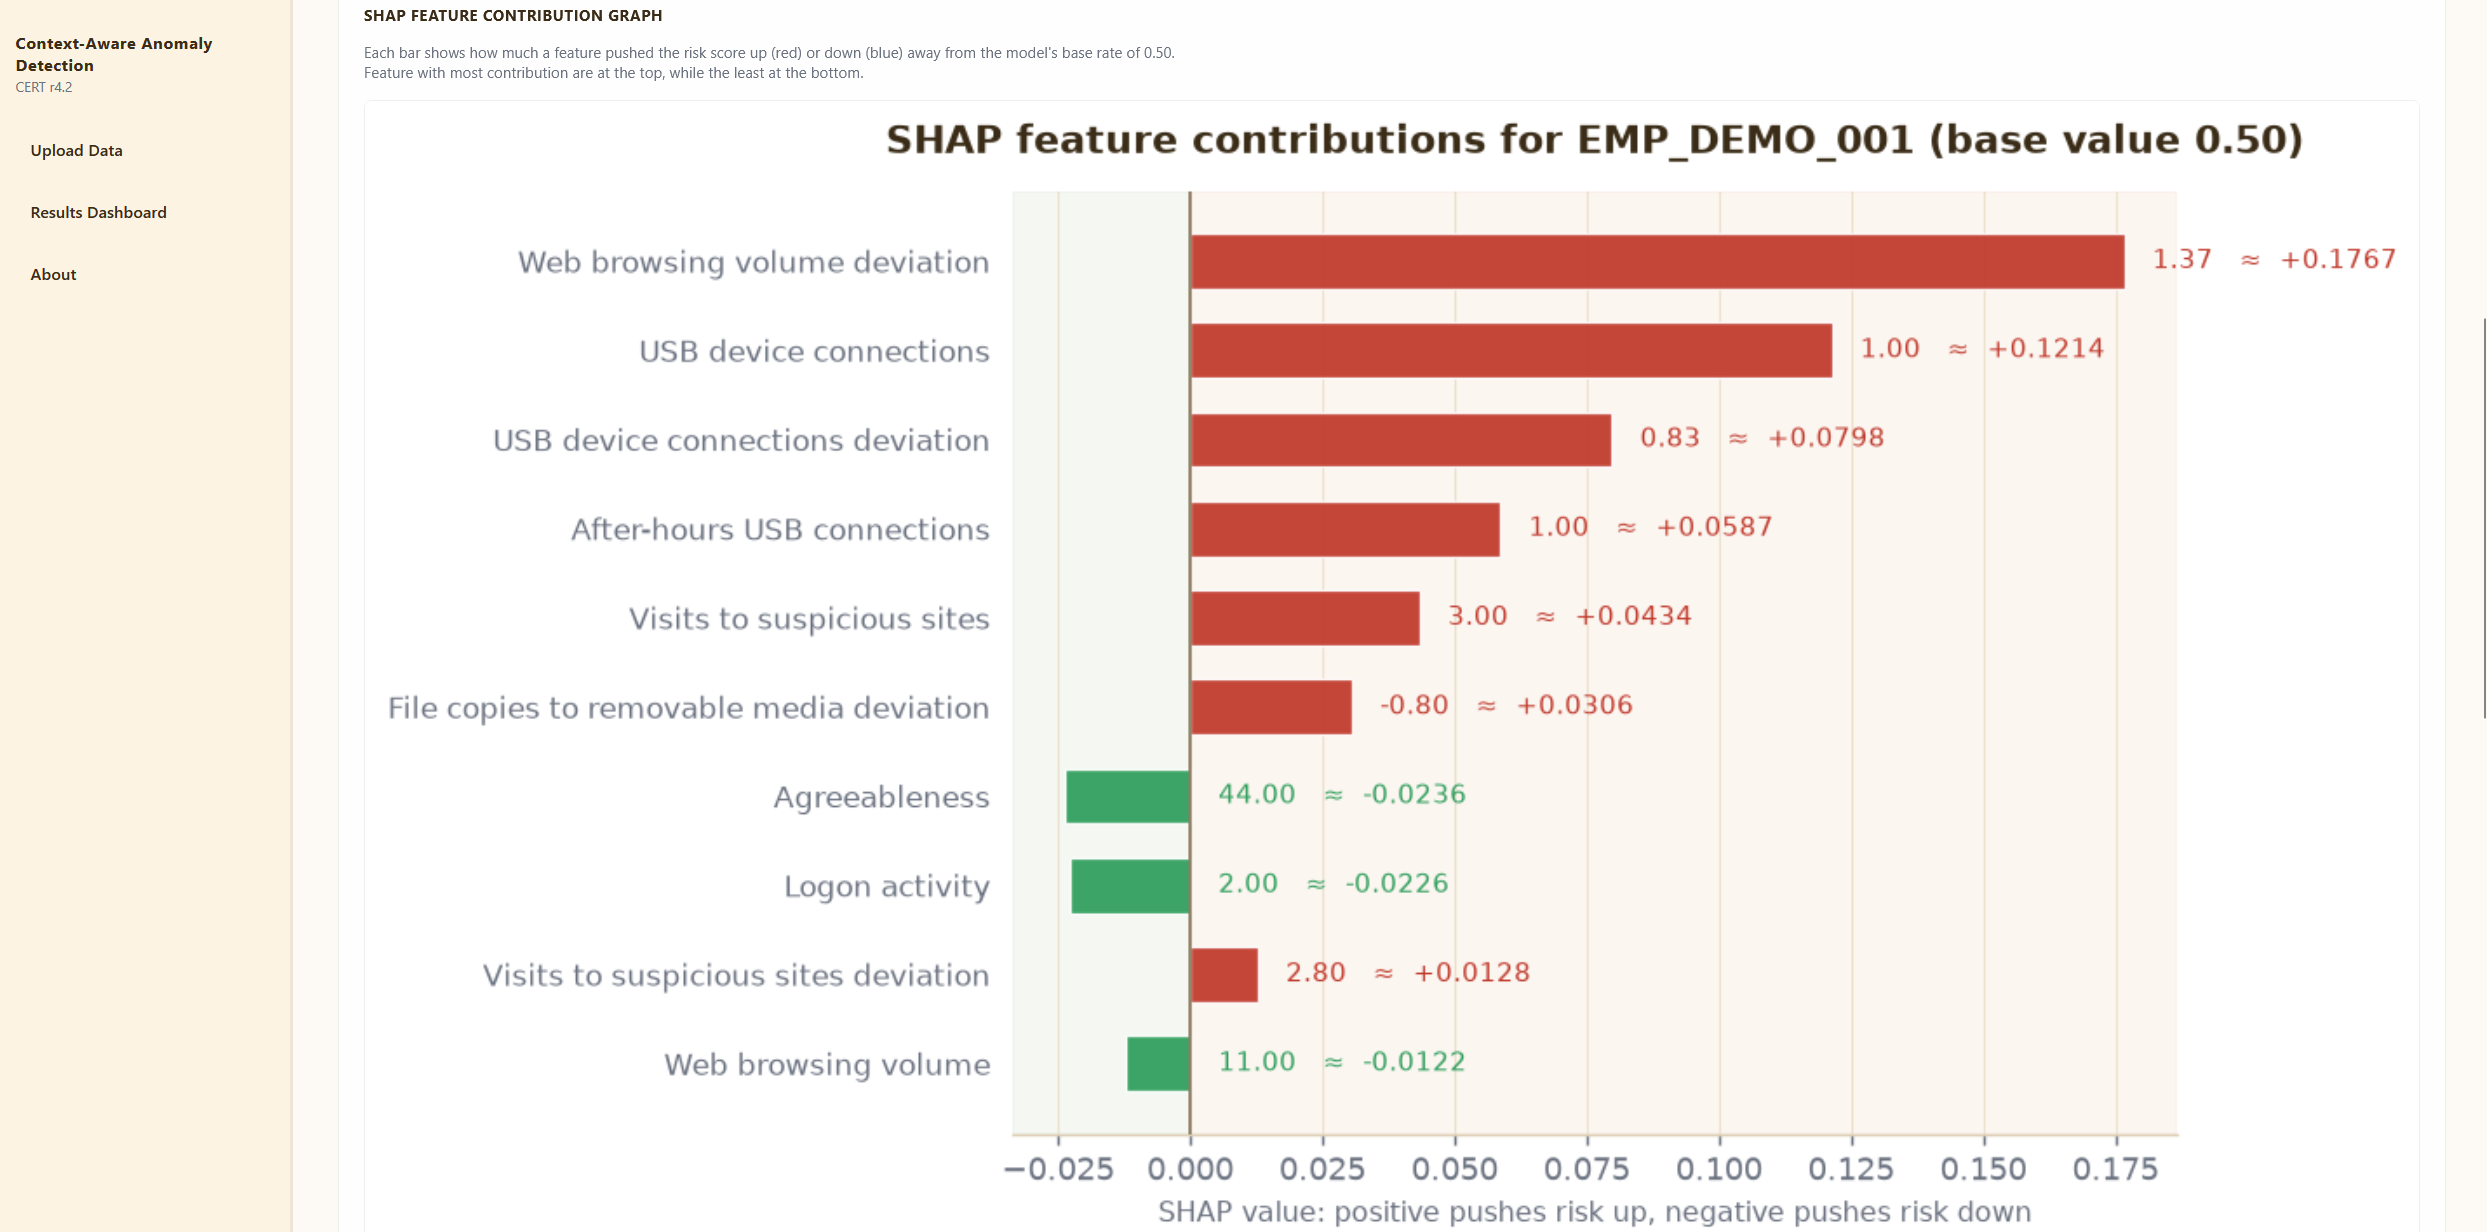 Context-Aware Anomaly
Detection
CERT r4.2
Upload Data
Results Dashboard
About
SHAP FEATURE CONTRIBUTION GRAPH
Each bar shows how much a feature pushed the risk score up (red) or down (blue) away from the model's base rate of 0.50.
Feature with most contribution are at the top, while the least at the bottom.
SHAP feature contributions for EMP_DEMO_001 (base value 0.50)
Web browsing volume deviation 1.37 ≈ +0.1767
USB device connections 1.00 ≈ +0.1214
USB device connections deviation 0.83 ≈ +0.0798
After-hours USB connections 1.00 ≈ +0.0587
Visits to suspicious sites 3.00 ≈ +0.0434
File copies to removable media deviation -0.80 ≈ +0.0306
Agreeableness 44.00 ≈ -0.0236
Logon activity 2.00 ≈ -0.0226
Visits to suspicious sites deviation 2.80 ≈ +0.0128
Web browsing volume 11.00 ≈ -0.0122
−0.025 0.000 0.025 0.050 0.075 0.100 0.125 0.150 0.175
SHAP value: positive pushes risk up, negative pushes risk down